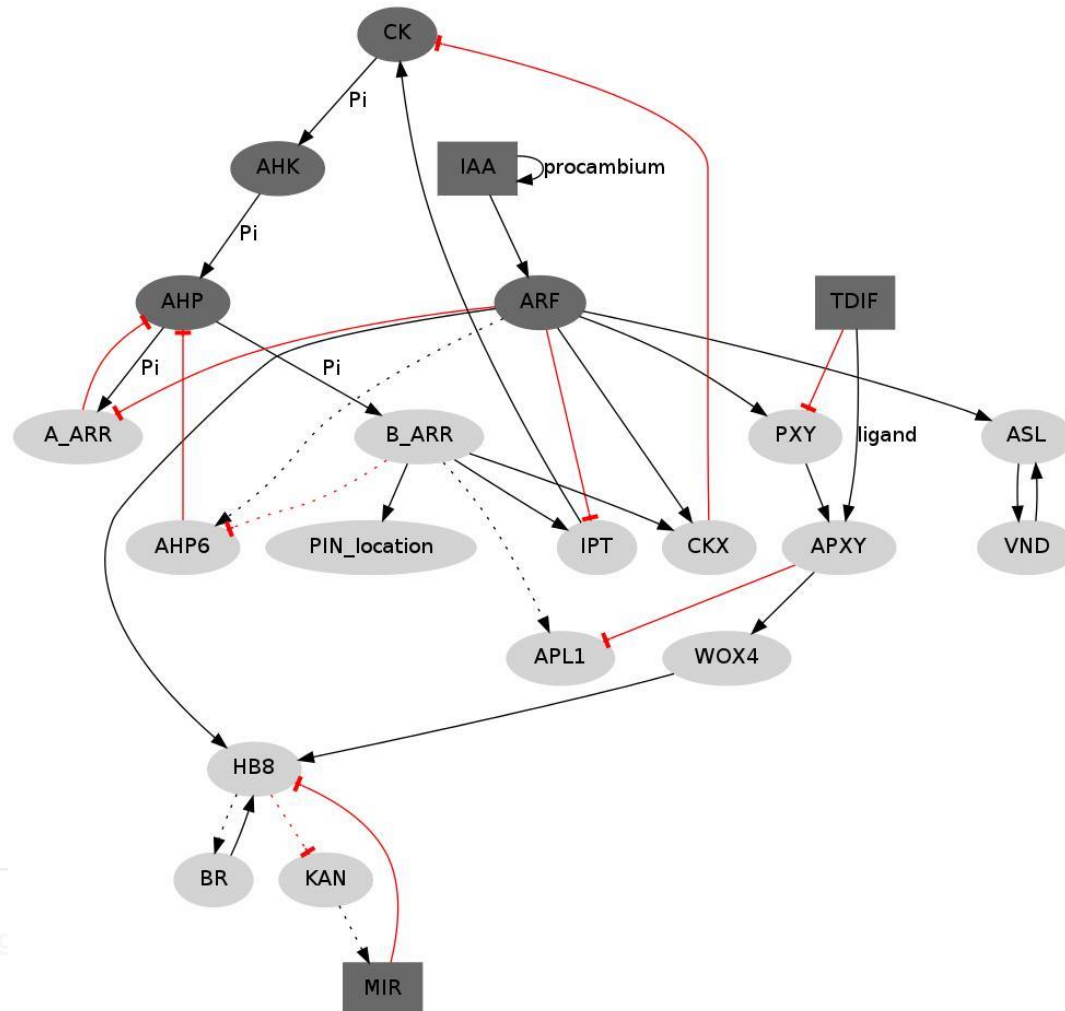 CK
Pi
AHK
IAA
procambium
Pi
AHP
ARF
TDIF
Pi
Pi
A_ARR
B_ARR
PXY
ligand
ASL
AHP6
PIN_location
IPT
CKX
APXY
VND
APL1
WOX4
HB8
BR
KAN
MIR